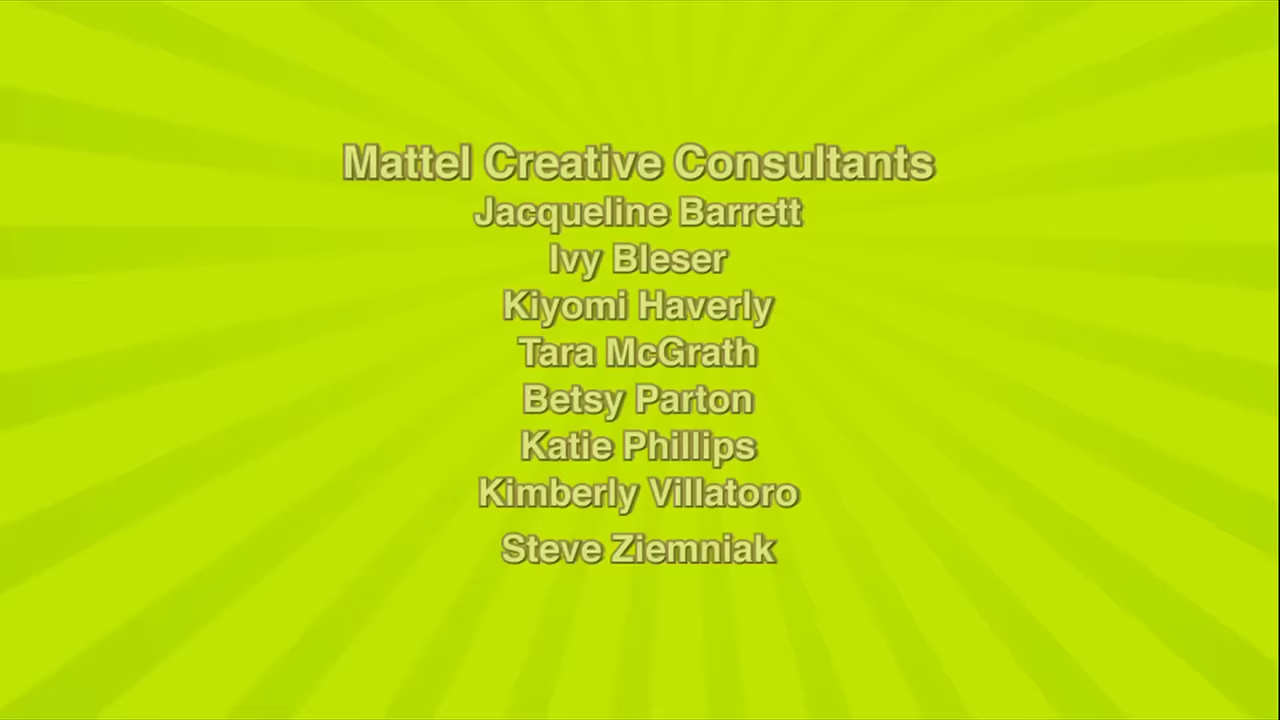 Mattel Creative Consultants
Jacqueline Barrett
Ivy Bleser
Kiyomi Haverly
Tara McGrath
Betsy Parton
Katie Phillips
Kimberly Villatoro
Steve Ziemniak